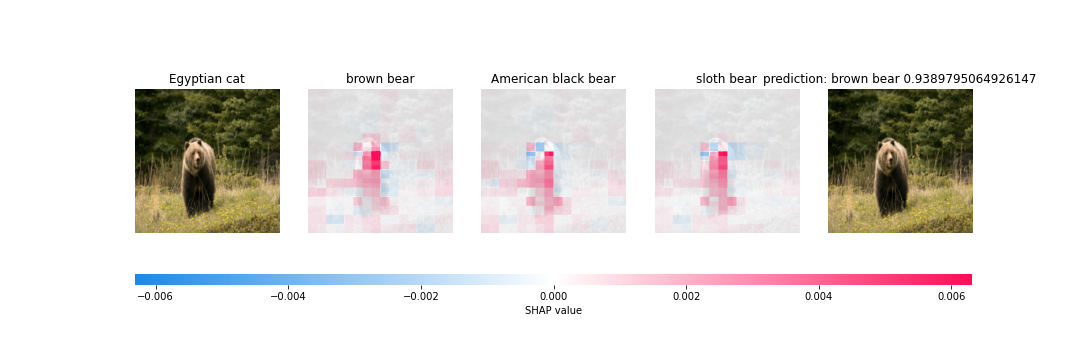 Egyptian cat
brown bear
American black bear
sloth bear
prediction: brown bear 0.9389795064926147
−0.006
−0.004
−0.002
0.000
0.002
0.004
0.006
SHAP value